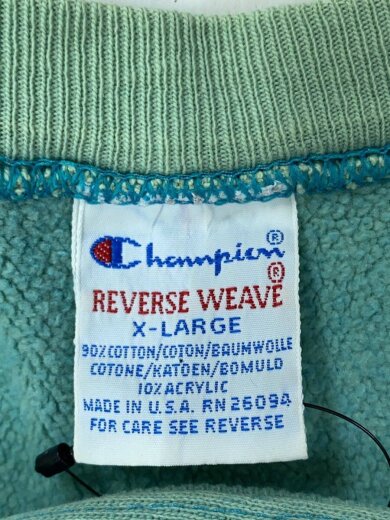 Champion®
REVERSE WEAVE®
X-LARGE
90% COTTON/COTON/BAUMWOLLE
COTONE/KATOEN/BOMULD
10% ACRYLIC
MADE IN U.S.A. RN 26094
FOR CARE SEE REVERSE